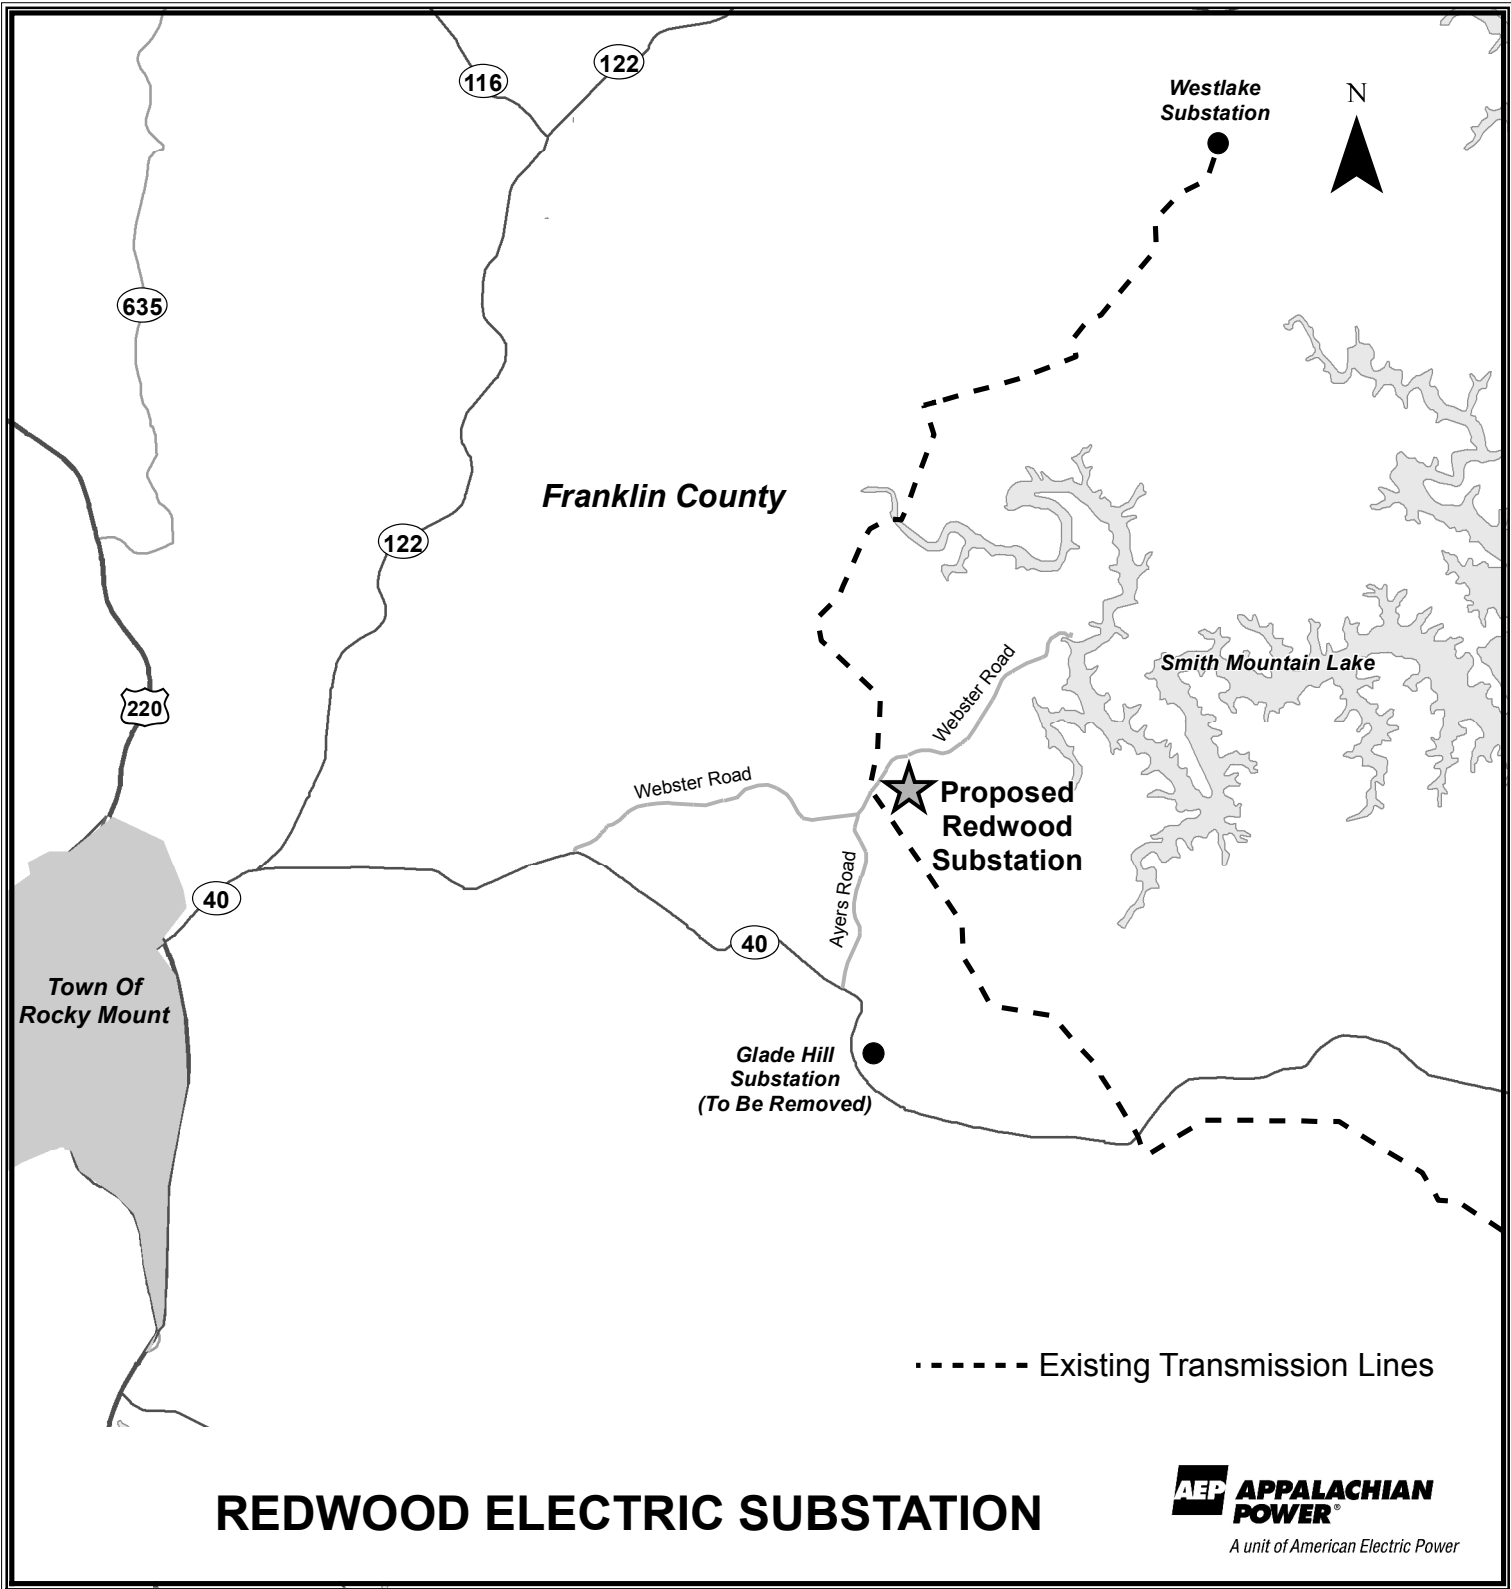 122
116
Westlake
Substation
N
635
Franklin County
122
Smith Mountain Lake
Webster Road
220
Webster Road
Proposed
Redwood
Substation
Ayers Road
40
40
Town Of
Rocky Mount
Glade Hill
Substation
(To Be Removed)
Existing Transmission Lines
REDWOOD ELECTRIC SUBSTATION
AEP APPALACHIAN
POWER®
A unit of American Electric Power